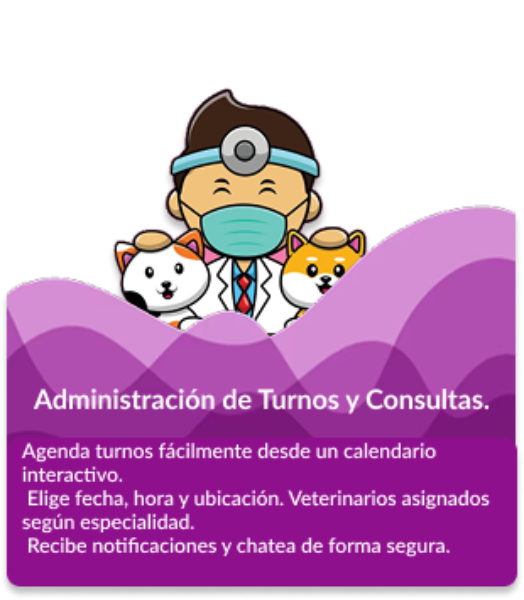 Administración de Turnos y Consultas.
Agenda turnos fácilmente desde un calendario
interactivo.
Elige fecha, hora y ubicación. Veterinarios asignados
según especialidad.
Recibe notificaciones y chatea de forma segura.